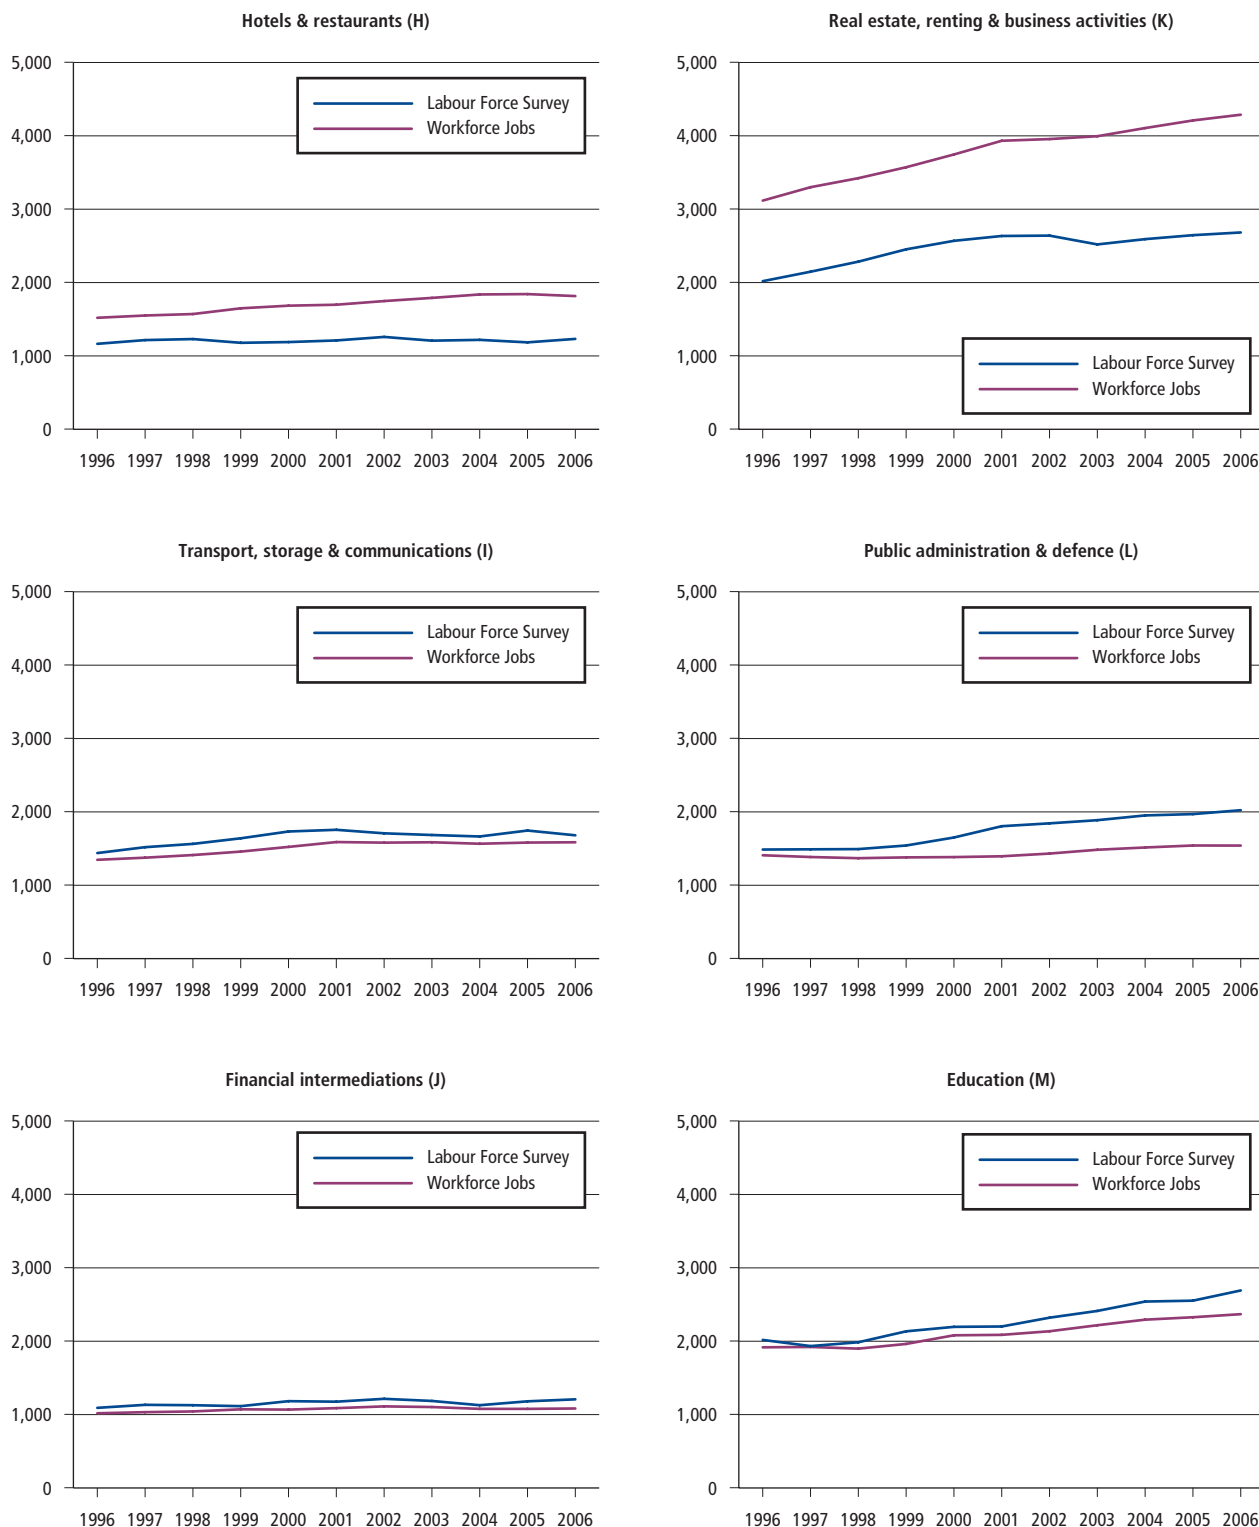 Hotels & restaurants (H)
5,000
4,000
3,000
2,000
1,000
0
Labour Force Survey
Workforce Jobs
1996 1997 1998 1999 2000 2001 2002 2003 2004 2005 2006
Real estate, renting & business activities (K)
5,000
4,000
3,000
2,000
1,000
0
Labour Force Survey
Workforce Jobs
1996 1997 1998 1999 2000 2001 2002 2003 2004 2005 2006
Transport, storage & communications (I)
5,000
4,000
3,000
2,000
1,000
0
Labour Force Survey
Workforce Jobs
1996 1997 1998 1999 2000 2001 2002 2003 2004 2005 2006
Public administration & defence (L)
5,000
4,000
3,000
2,000
1,000
0
Labour Force Survey
Workforce Jobs
1996 1997 1998 1999 2000 2001 2002 2003 2004 2005 2006
Financial intermediations (J)
5,000
4,000
3,000
2,000
1,000
0
Labour Force Survey
Workforce Jobs
1996 1997 1998 1999 2000 2001 2002 2003 2004 2005 2006
Education (M)
5,000
4,000
3,000
2,000
1,000
0
Labour Force Survey
Workforce Jobs
1996 1997 1998 1999 2000 2001 2002 2003 2004 2005 2006